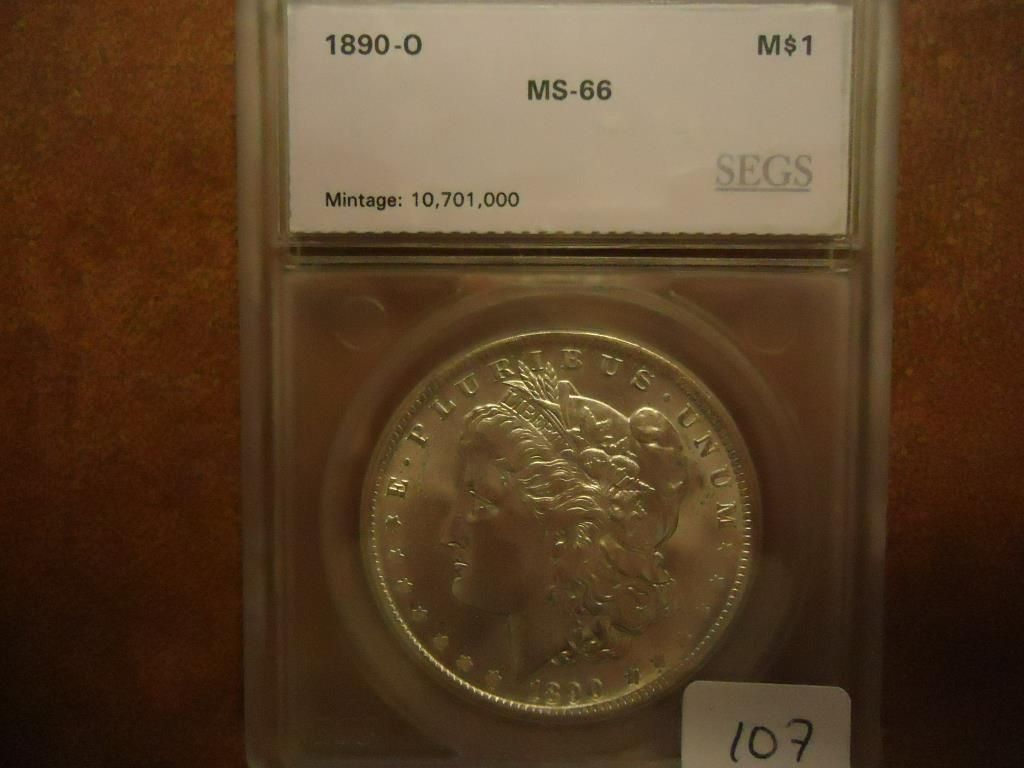 1890-O M$1
MS-66
SEGS
Mintage: 10,701,000
E·PLURIBUS·UNUM
LIBERTY
1890
107